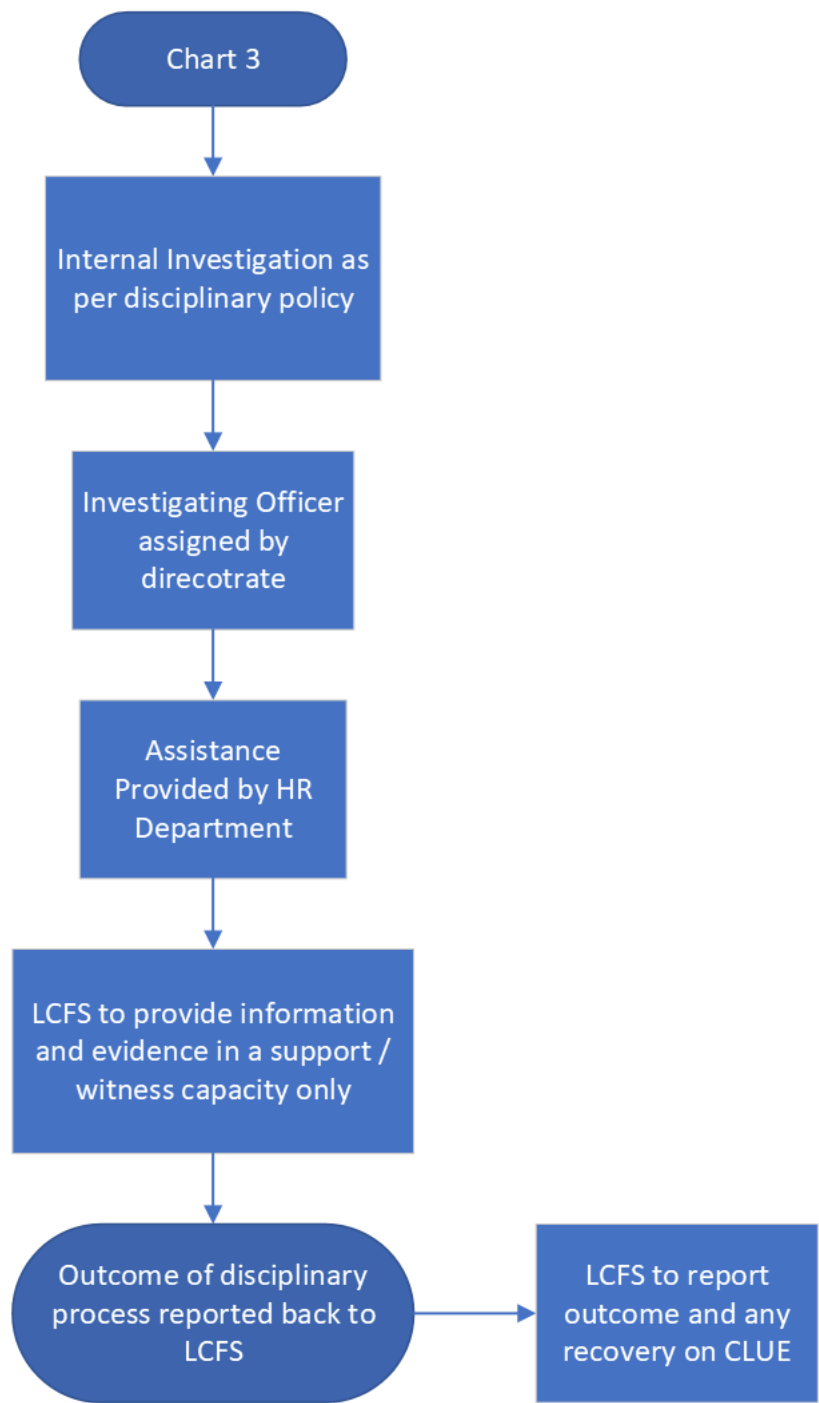 Chart 3
Internal Investigation as
per disciplinary policy
Investigating Officer
assigned by
direcotrate
Assistance
Provided by HR
Department
LCFS to provide information
and evidence in a support /
witness capacity only
Outcome of disciplinary
process reported back to
LCFS
LCFS to report
outcome and any
recovery on CLUE